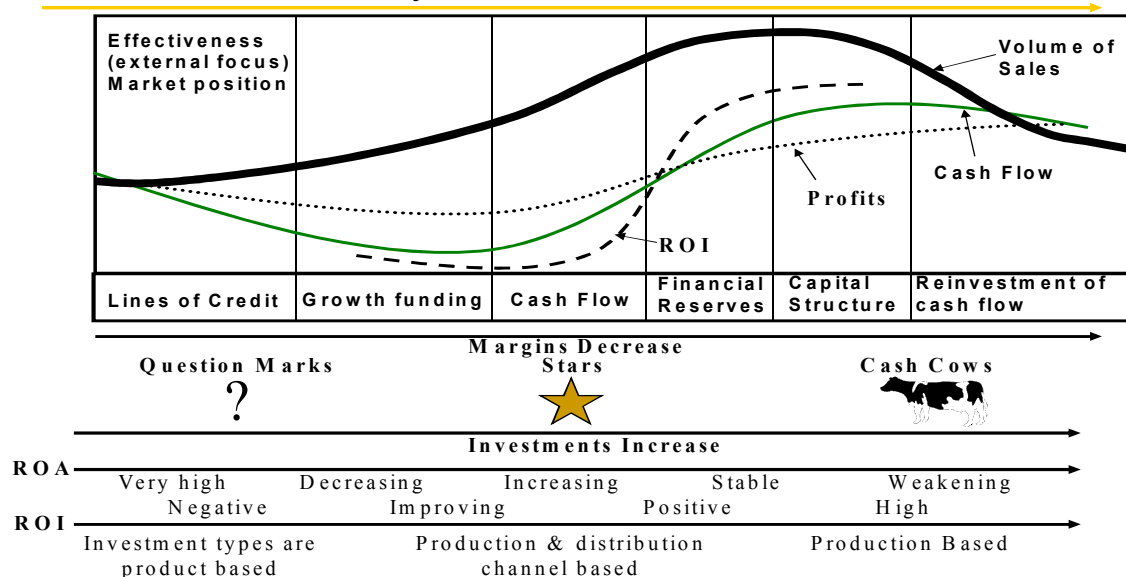 Effectiveness
(external focus)
Market position
Volume of
Sales
Cash Flow
Profits
ROI
Lines of Credit
Growth funding
Cash Flow
Financial
Reserves
Capital
Structure
Reinvestment of
cash flow
Margins Decrease
Question Marks
Stars
Cash Cows
?
Investments Increase
ROA
Very high Decreasing Increasing Stable Weakening
Negative Improving Positive High
ROI
Investment types are
product based
Production & distribution
channel based
Production Based